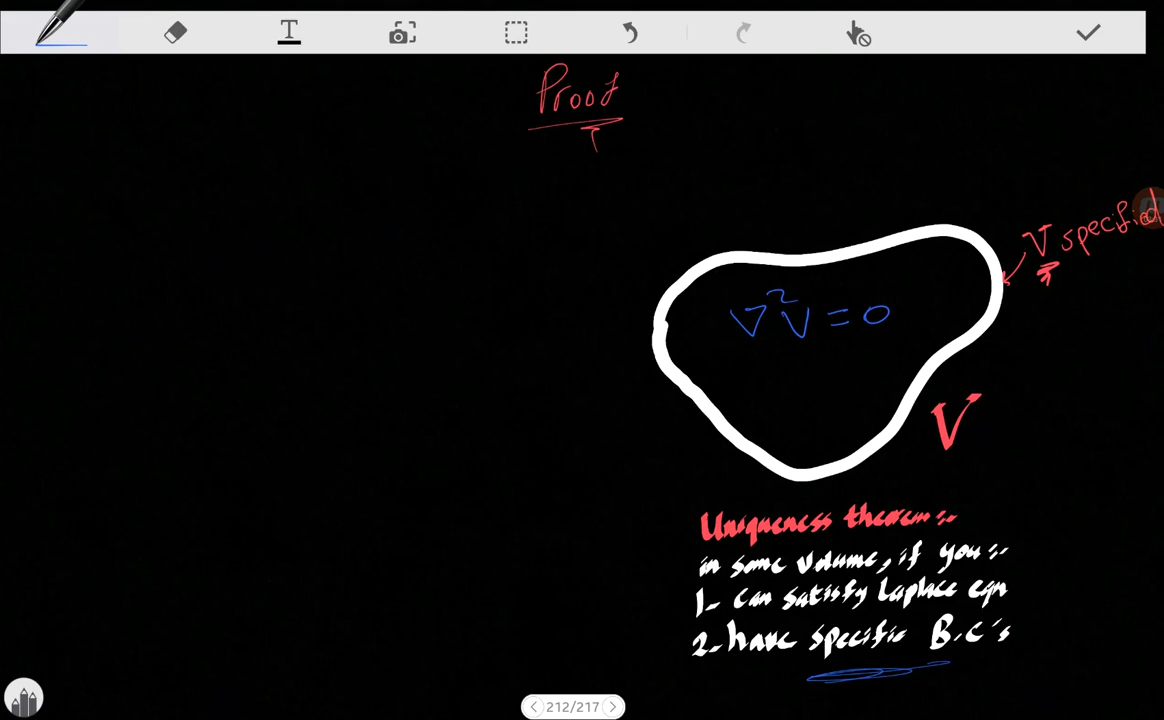 T
Proof
V specified
∇²V = 0
V
Uniqueness theorem:-
in some volume, if you :-
1- can satisfy Laplace eqn
2- have specific B.C's
212/217